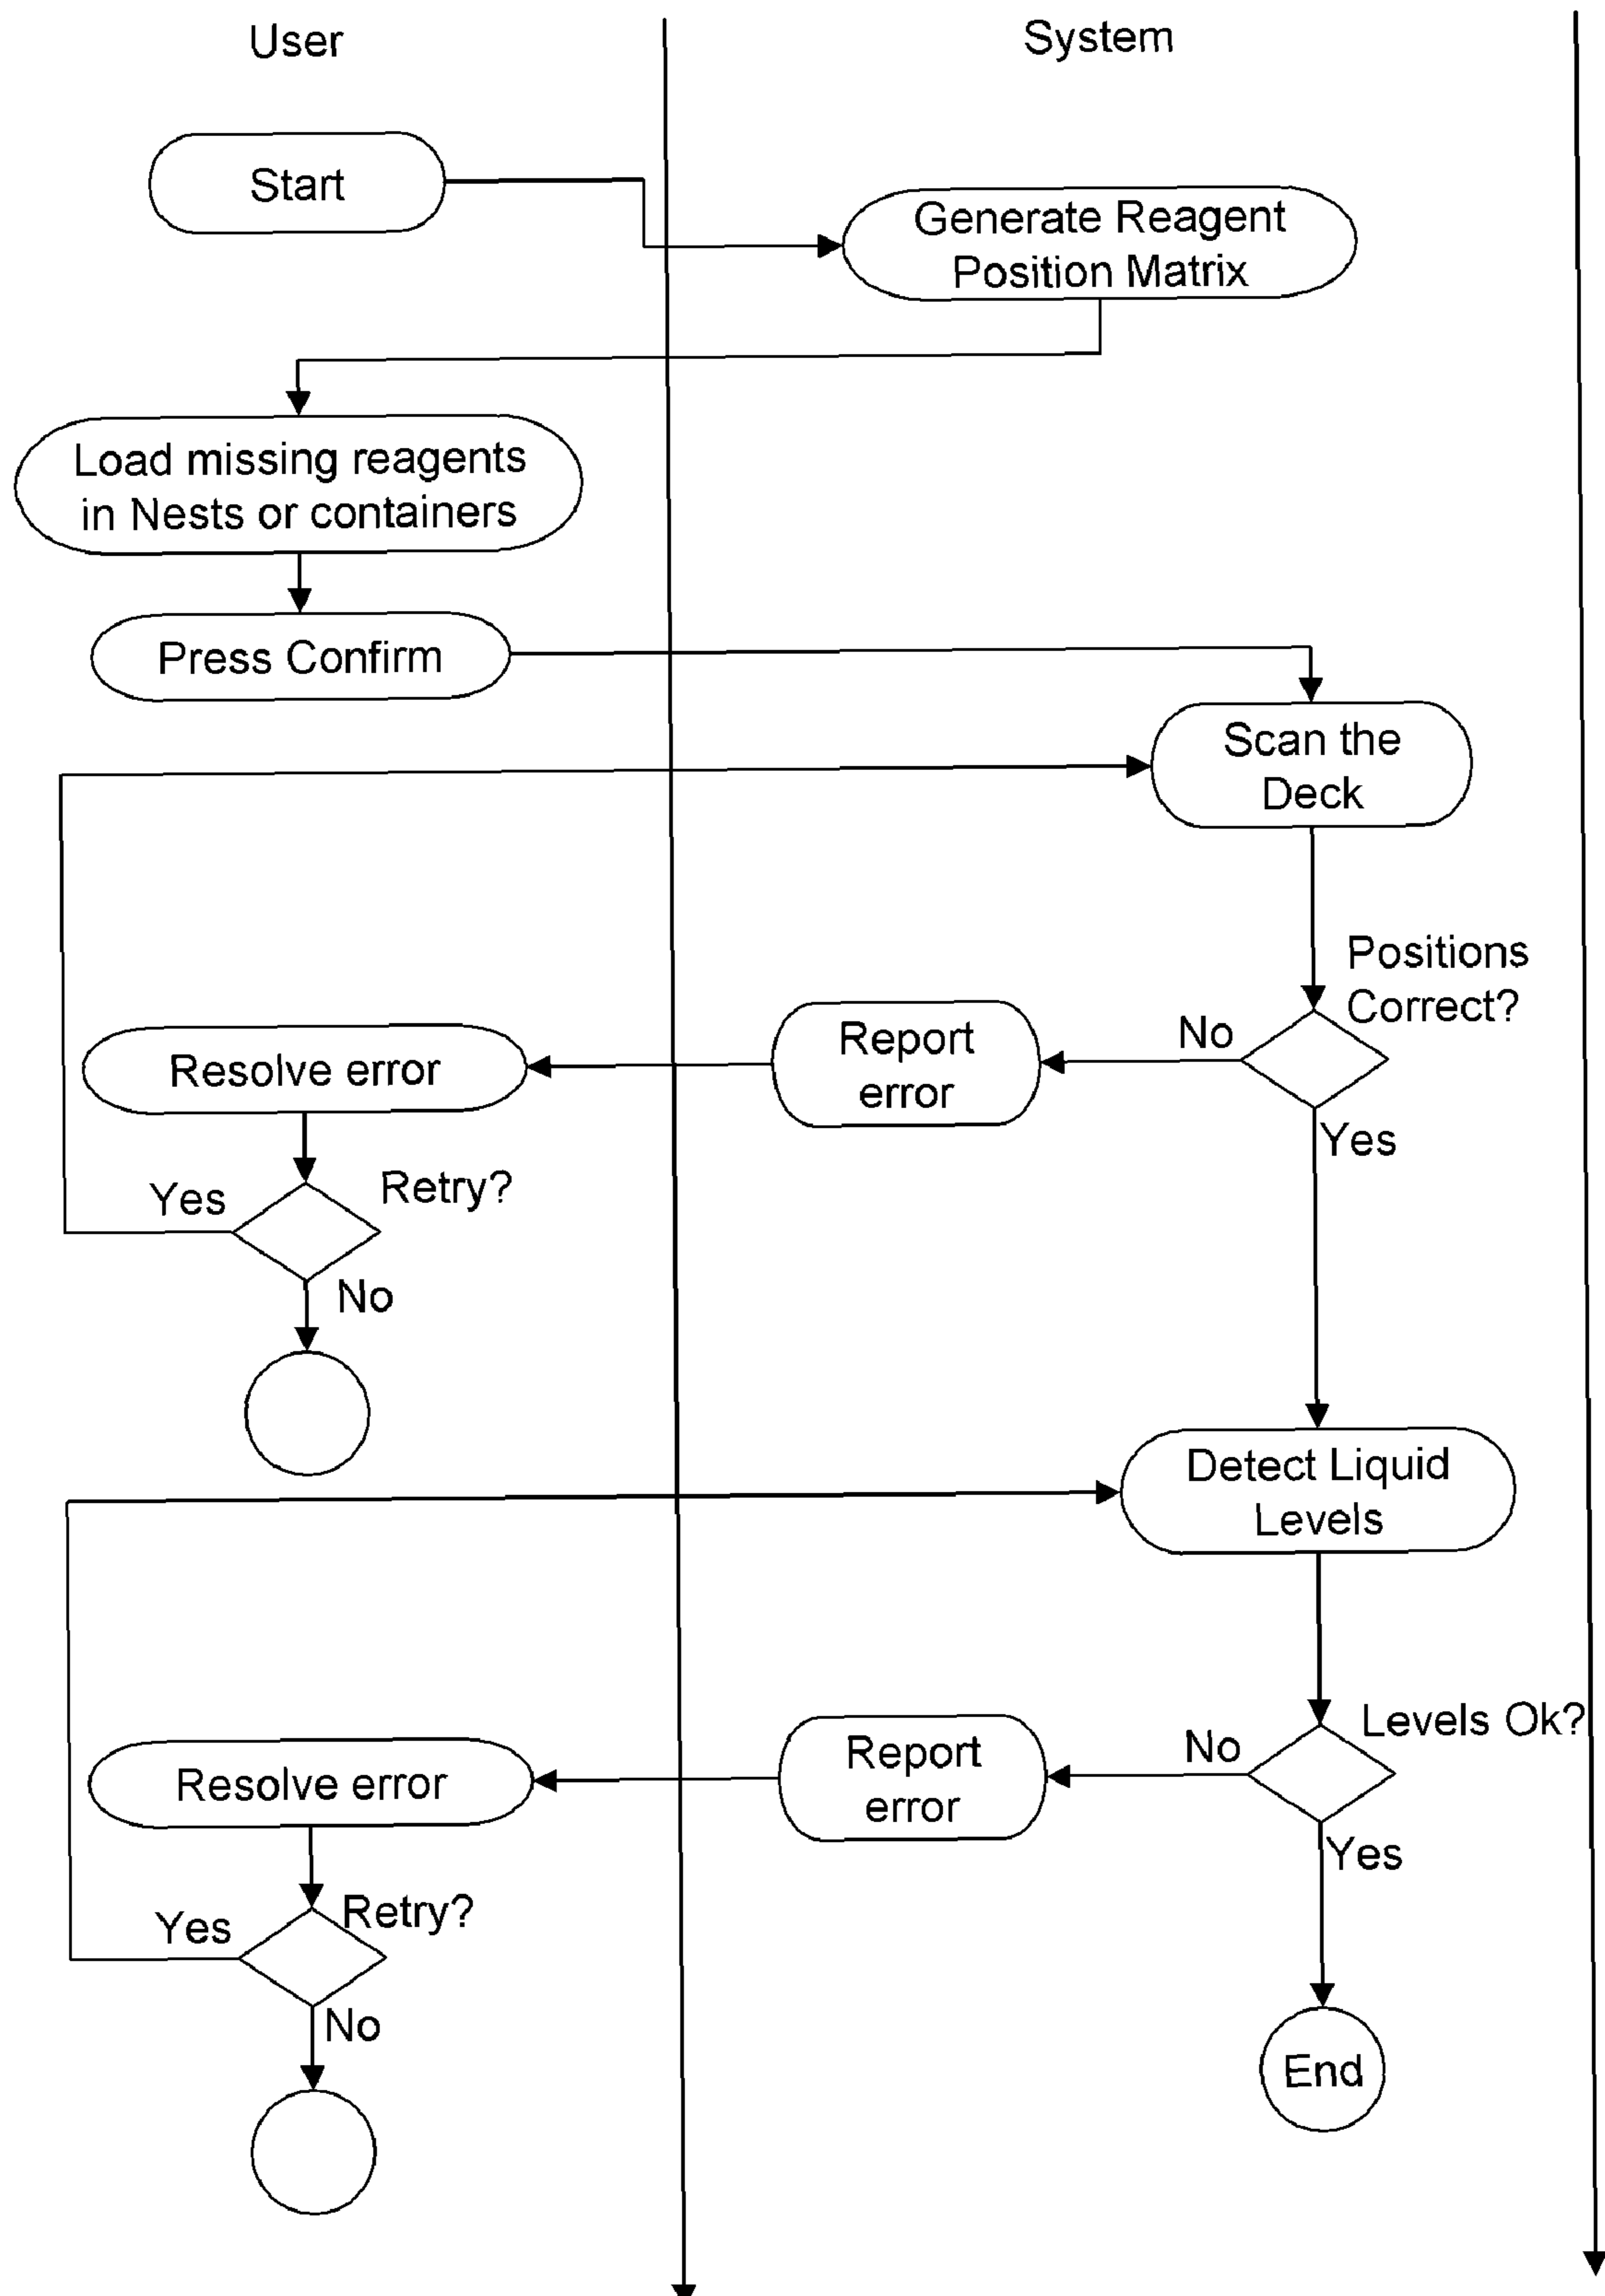 User
System
Start
Generate Reagent
Position Matrix
Load missing reagents
in Nests or containers
Press Confirm
Scan the
Deck
Positions
Correct?
No
Report
error
Resolve error
Yes
Retry?
Yes
No
Detect Liquid
Levels
Levels Ok?
No
Report
error
Resolve error
Yes
Retry?
Yes
No
End